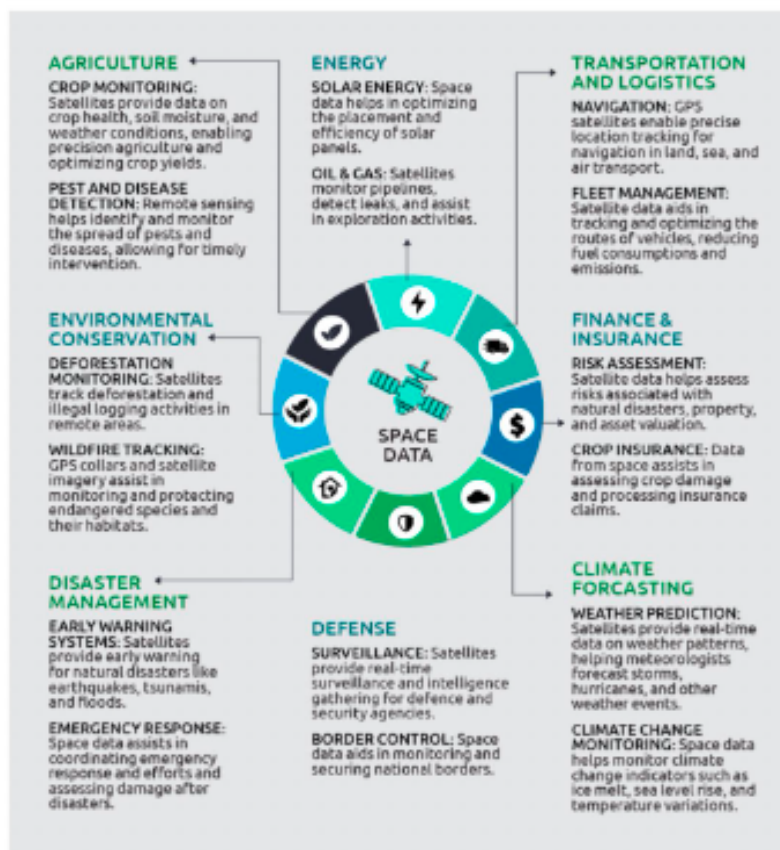 AGRICULTURE
CROP MONITORING:
Satellites provide data on
crop health, soil moisture, and
weather conditions, enabling
precision agriculture and
optimizing crop yields.
PEST AND DISEASE
DETECTION: Remote sensing
helps identify and monitor
the spread of pests and
diseases, allowing for timely
intervention.
ENERGY
SOLAR ENERGY: Space
data helps in optimizing
the placement and
efficiency of solar
panels.
OIL & GAS: Satellites
monitor pipelines,
detect leaks, and assist
in exploration activities.
TRANSPORTATION
AND LOGISTICS
NAVIGATION: GPS
satellites enable precise
location tracking for
navigation in land, sea, and
air transport.
FLEET MANAGEMENT:
Satellite data aids in
tracking and optimizing the
routes of vehicles, reducing
fuel consumptions and
emissions.
ENVIRONMENTAL
CONSERVATION
DEFORESTATION
MONITORING: Satellites
track deforestation and
illegal logging activities in
remote areas.
WILDFIRE TRACKING:
GPS collars and satellite
imagery assist in
monitoring and protecting
endangered species and
their habitats.
SPACE
DATA
$
FINANCE &
INSURANCE
RISK ASSESSMENT:
Satellite data helps assess
risks associated with
natural disasters, property,
and asset valuation.
CROP INSURANCE: Data
from space assists in
assessing crop damage
and processing insurance
claims.
DISASTER
MANAGEMENT
EARLY WARNING
SYSTEMS: Satellites
provide early warning
for natural disasters like
earthquakes, tsunamis,
and floods.
EMERGENCY RESPONSE:
Space data assists in
coordinating emergency
response and efforts and
assessing damage after
disasters.
DEFENSE
SURVEILLANCE: Satellites
provide real-time
surveillance and intelligence
gathering for defence and
security agencies.
BORDER CONTROL: Space
data aids in monitoring and
securing national borders.
CLIMATE
FORCASTING
WEATHER PREDICTION:
Satellites provide real-time
data on weather patterns,
helping meteorologists
forecast storms,
hurricanes, and other
weather events.
CLIMATE CHANGE
MONITORING: Space data
helps monitor climate
change indicators such as
ice melt, sea level rise, and
temperature variations.